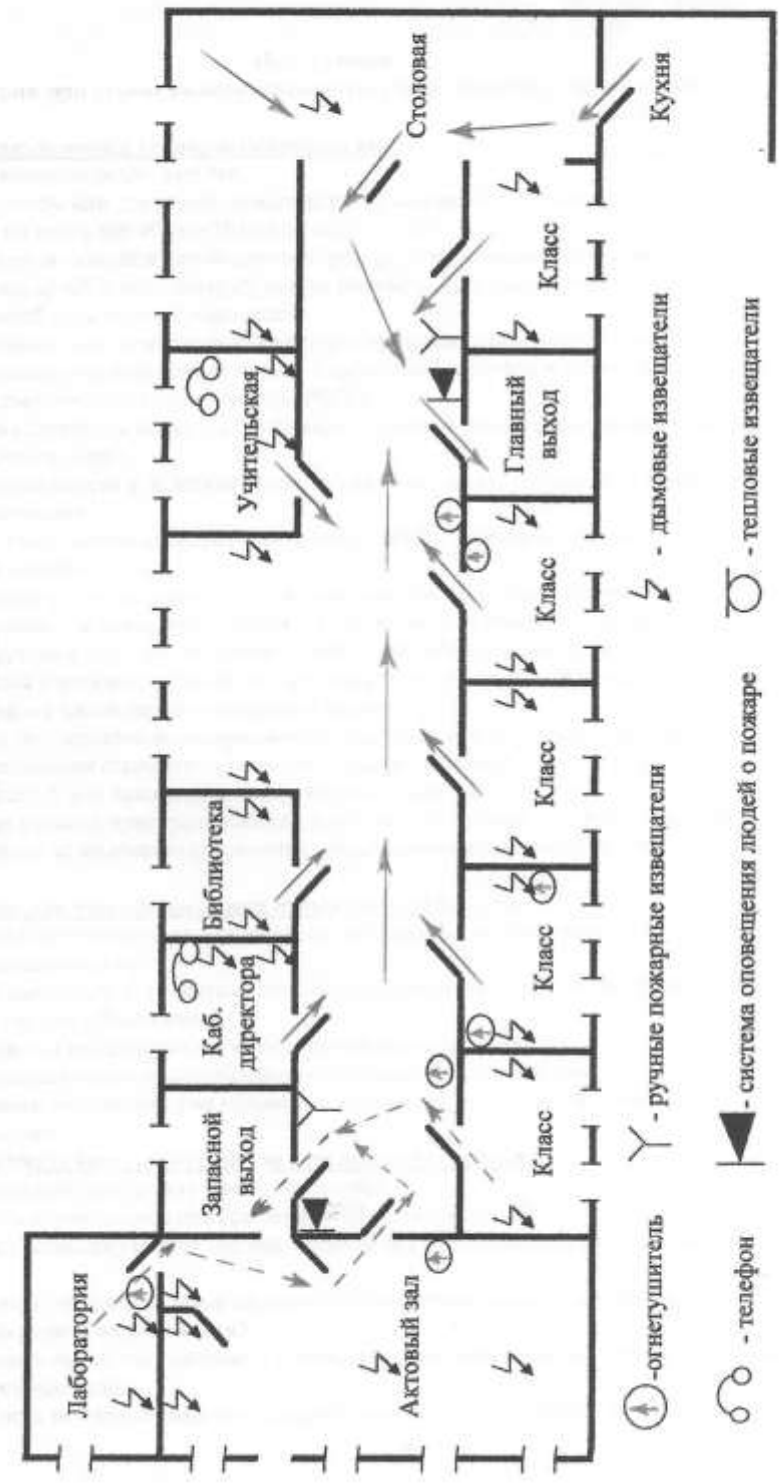 Лаборатория
Актовый зал
Запасной
выход
Каб.
директора
Библиотека
Учительская
Столовая
Кухня
Класс
Класс
Класс
Класс
Главный
выход
Класс
-огнетушитель
- ручные пожарные извещатели
- дымовые извещатели
- телефон
- система оповещения людей о пожаре
- тепловые извещатели